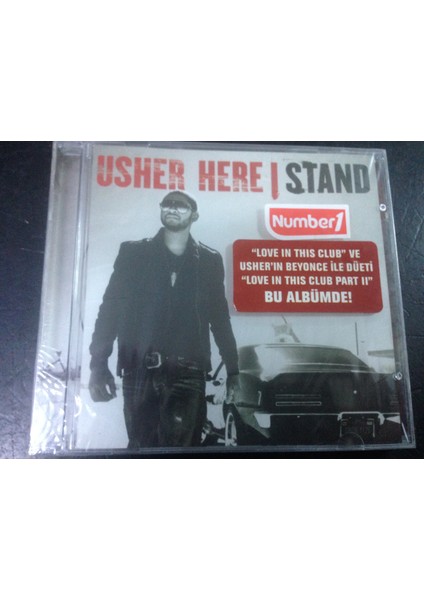 USHER HERE I STAND
Number1
"LOVE IN THIS CLUB" VE
USHER'IN BEYONCE İLE DÜETİ
"LOVE IN THIS CLUB PART II"
BU ALBÜMDE!